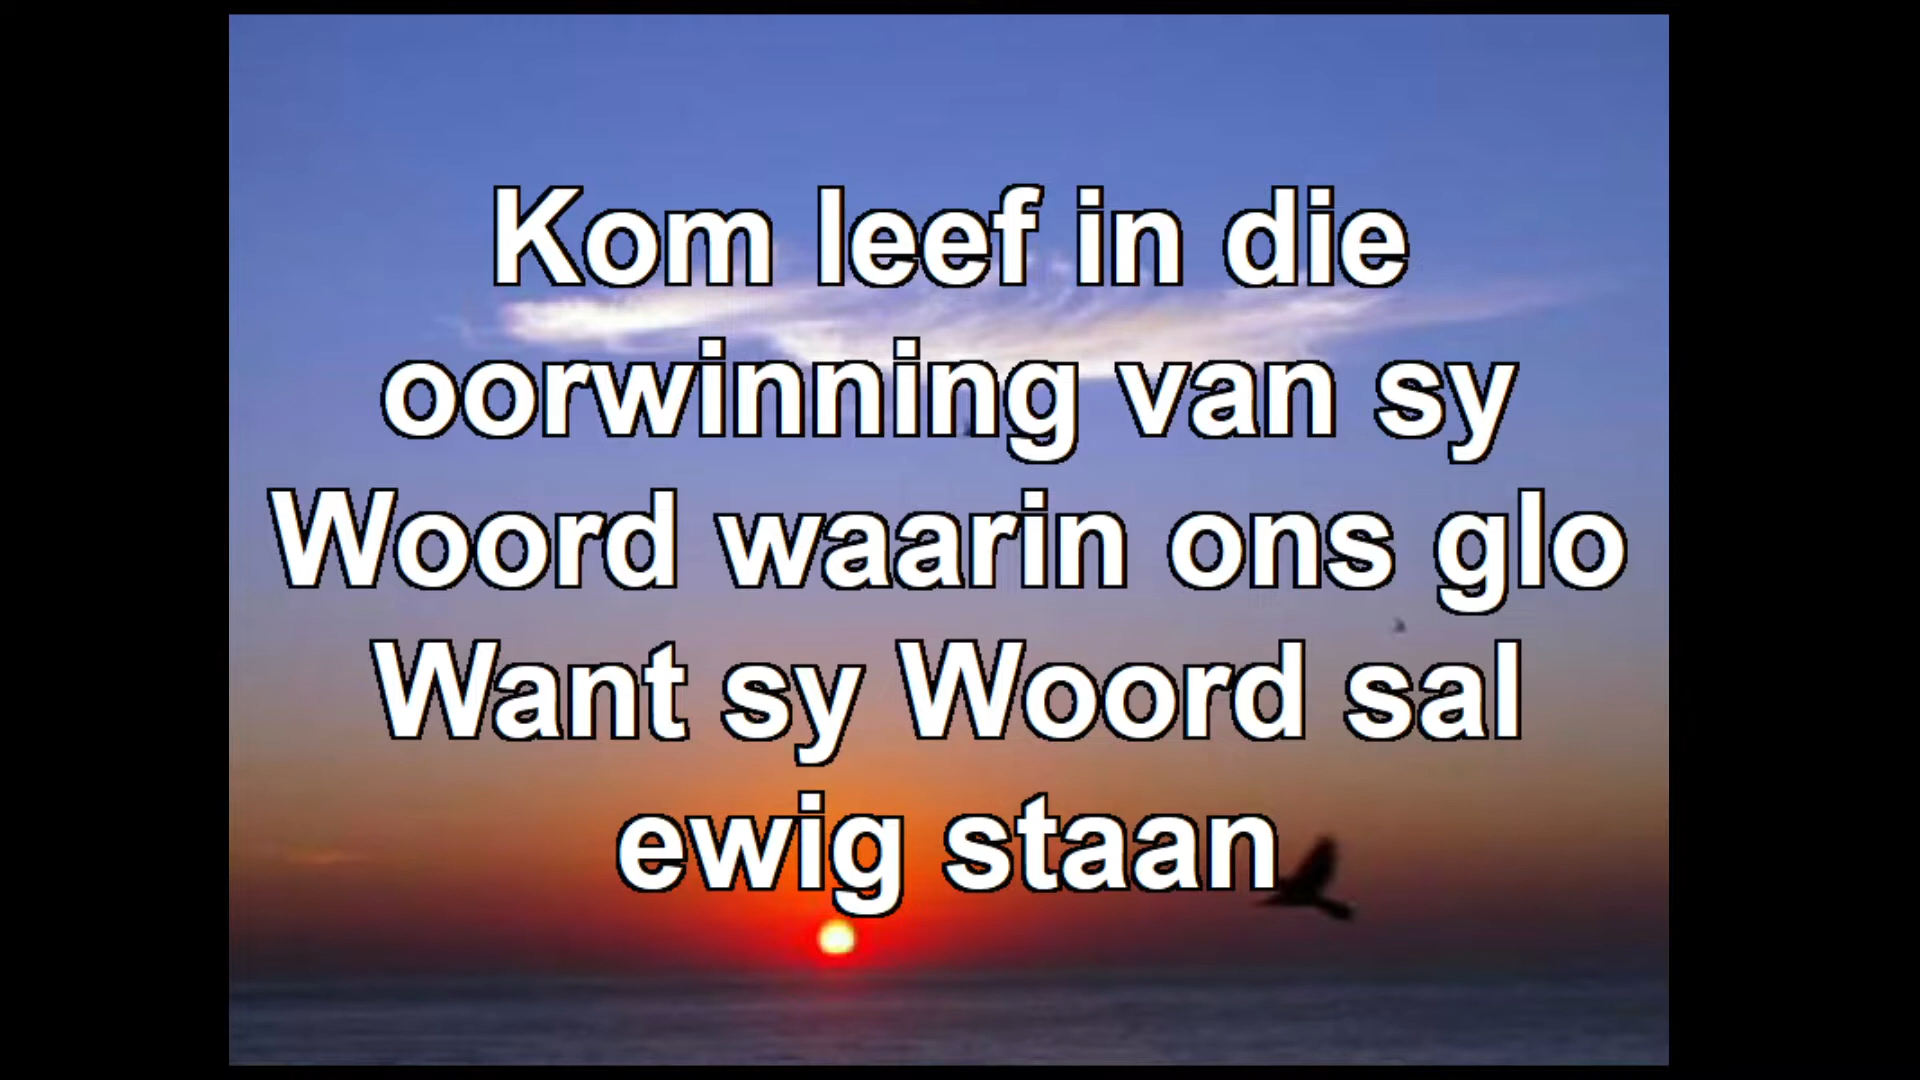 Kom leef in die
oorwinning van sy
Woord waarin ons glo
Want sy Woord sal
ewig staan